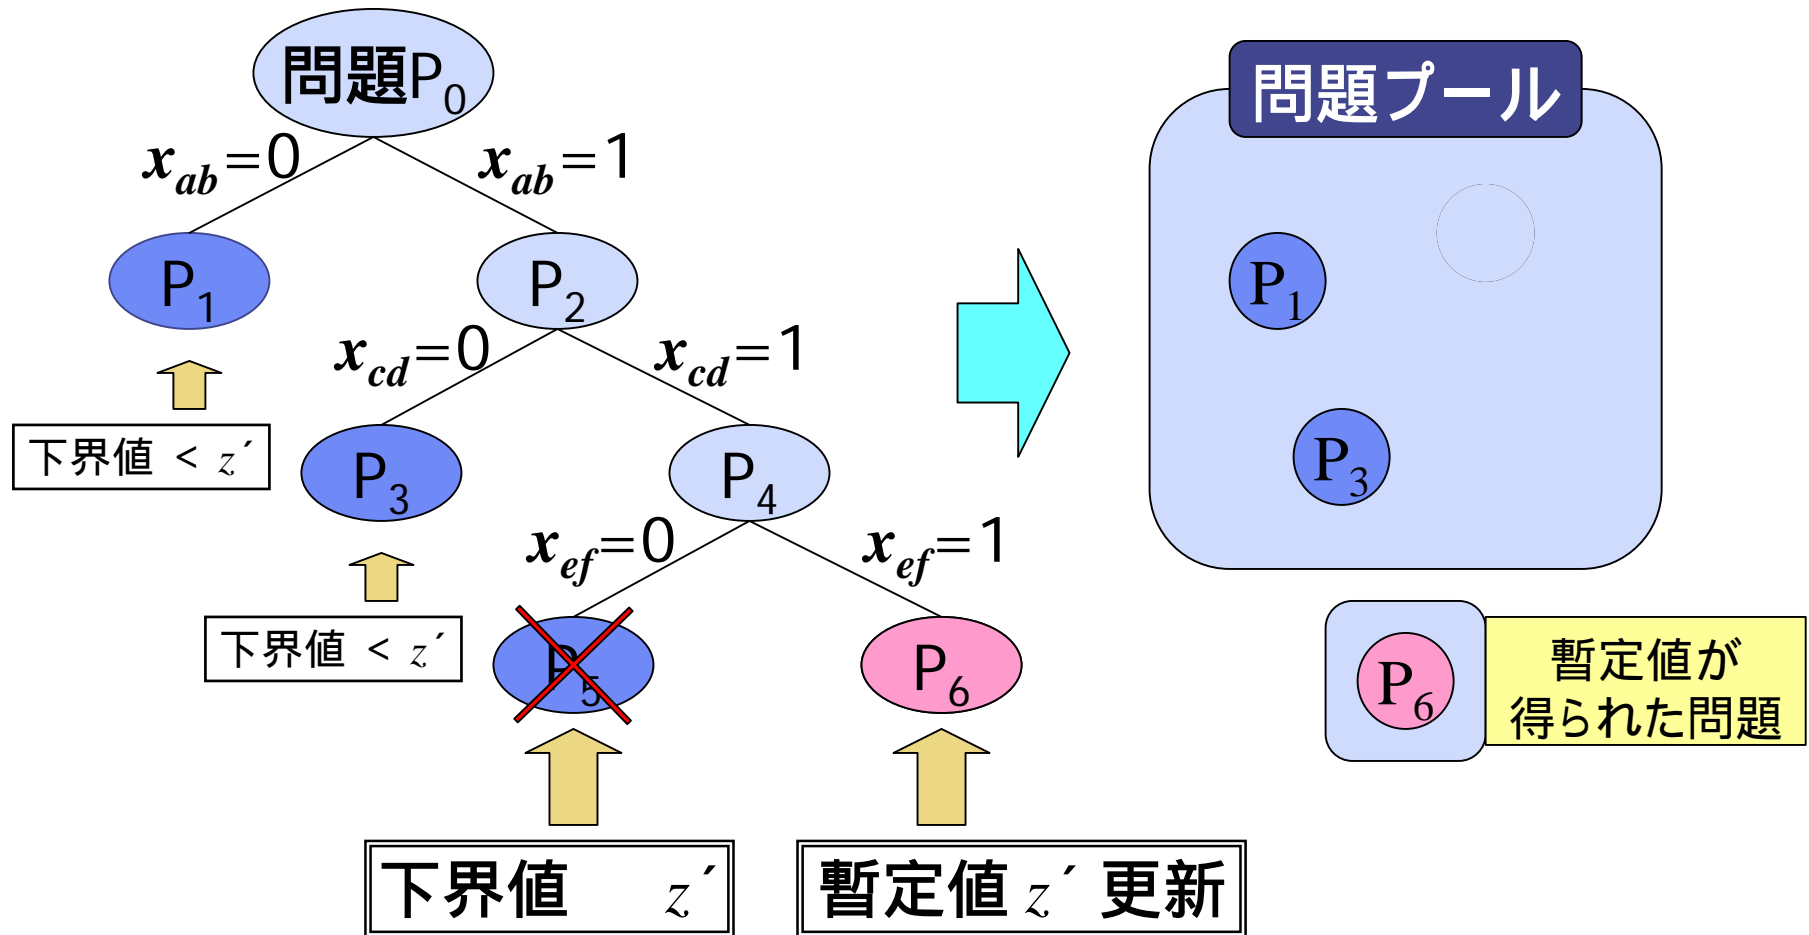 問題P0
xab=0
xab=1
P1
P2
xcd=0
xcd=1
下界値 < z´
P3
P4
xef=0
xef=1
下界値 < z´
P5
P6
下界値 z´
暫定値 z´ 更新
問題プール
P1
P3
P6
暫定値が
得られた問題